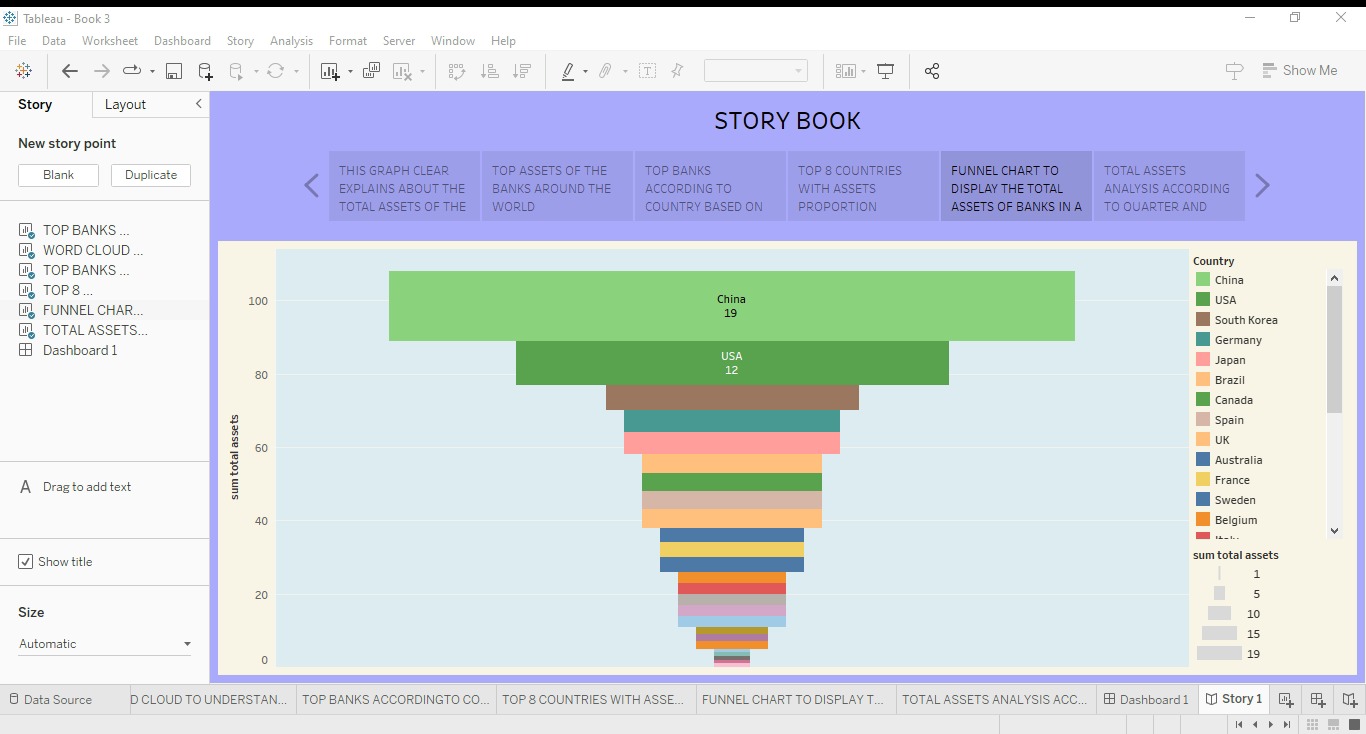 Tableau - Book 3
File Data Worksheet Dashboard Story Analysis Format Server Window Help
Show Me
Story Layout
New story point
Blank Duplicate
TOP BANKS ...
WORD CLOUD ...
TOP BANKS ...
TOP 8 ...
FUNNEL CHAR...
TOTAL ASSETS...
Dashboard 1
A Drag to add text
Show title
Size
Automatic
STORY BOOK
THIS GRAPH CLEAR
EXPLAINS ABOUT THE
TOTAL ASSETS OF THE
TOP ASSETS OF THE
BANKS AROUND THE
WORLD
TOP BANKS
ACCORDING TO
COUNTRY BASED ON
TOP 8 COUNTRIES
WITH ASSETS
PROPORTION
FUNNEL CHART TO
DISPLAY THE TOTAL
ASSETS OF BANKS IN A
TOTAL ASSETS
ANALYSIS ACCORDING
TO QUARTER AND
sum total assets
100
80
60
40
20
0
China
19
USA
12
Country
China
USA
South Korea
Germany
Japan
Brazil
Canada
Spain
UK
Australia
France
Sweden
Belgium
sum total assets
1
5
10
15
19
Data Source D CLOUD TO UNDERSTAN... TOP BANKS ACCORDINGTO CO... TOP 8 COUNTRIES WITH ASSE... FUNNEL CHART TO DISPLAY T... TOTAL ASSETS ANALYSIS ACC... Dashboard 1 Story 1